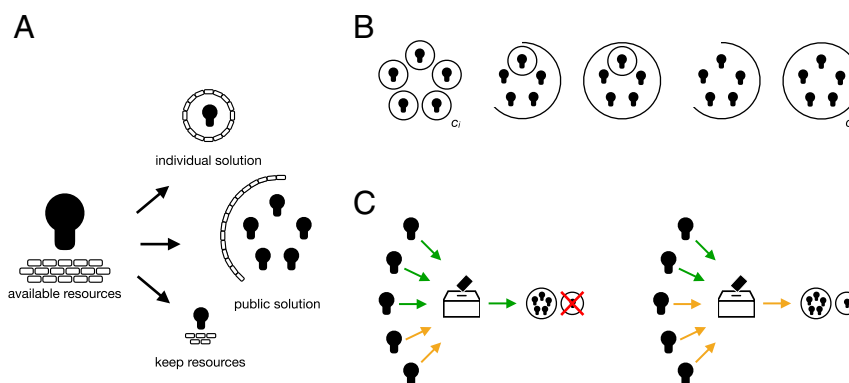 A
individual solution
available resources
public solution
keep resources
B
ci
C